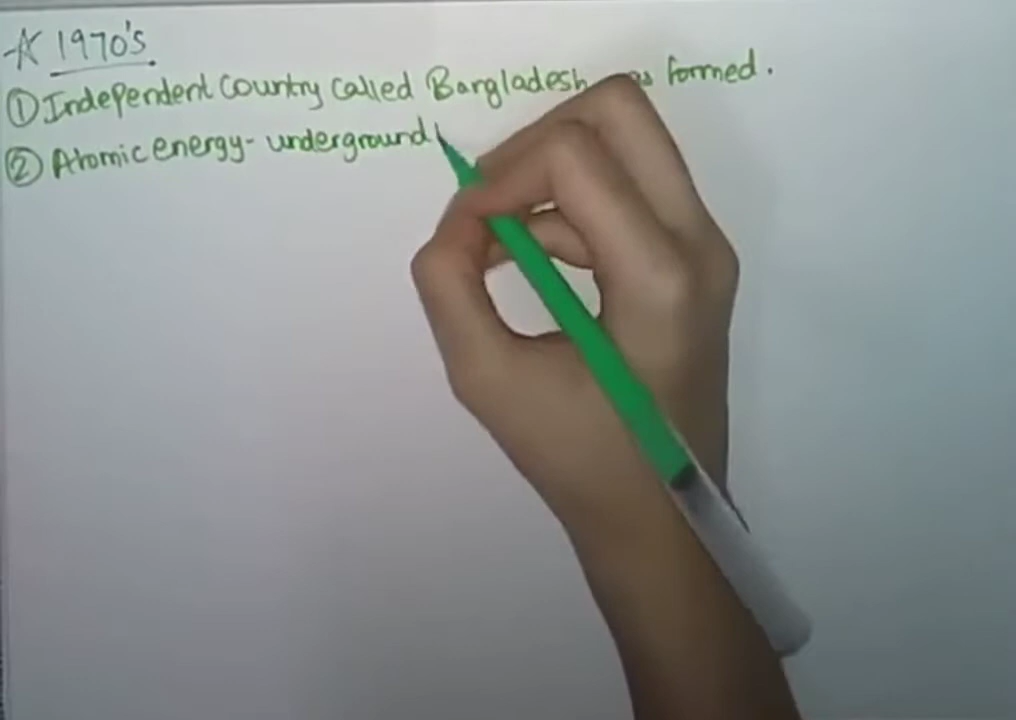 ☆ 1970's.
① Independent Country called Bangladesh formed.
② Atomic energy- underground